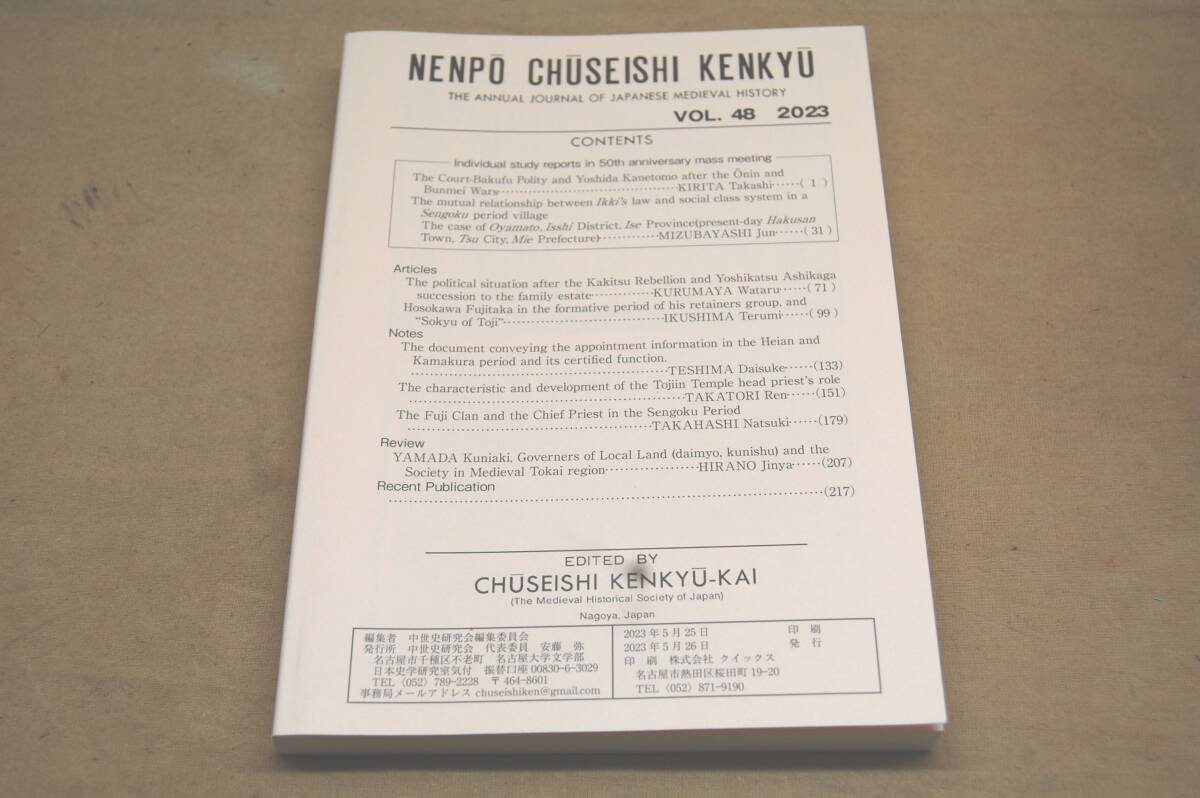 NENPŌ CHŪSEISHI KENKYŪ
THE ANNUAL JOURNAL OF JAPANESE MEDIEVAL HISTORY
VOL. 48 2023
CONTENTS
Individual study reports in 50th anniversary mass meeting
The Court-Bakufu Polity and Yoshida Kanetomo after the Ōnin and
Bunmei Wars……………………………………KIRITA Takashi……( 1 )
The mutual relationship between Ikki's law and social class system in a
Sengoku period village
The case of Oyamato, Isshi District, Ise Province(present-day Hakusan
Town, Tsu City, Mie Prefecture)……………MIZUBAYASHI Jun……( 31 )
Articles
The political situation after the Kakitsu Rebellion and Yoshikatsu Ashikaga
succession to the family estate……………KURUMAYA Wataru……( 71 )
Hosokawa Fujitaka in the formative period of his retainers group, and
"Sokyu of Toji"……………………………………IKUSHIMA Terumi……( 99 )
Notes
The document conveying the appointment information in the Heian and
Kamakura period and its certified function.
……………………………………………………………TESHIMA Daisuke……(133)
The characteristic and development of the Tojiin Temple head priest's role
………………………………………………………………TAKATORI Ren……(151)
The Fuji Clan and the Chief Priest in the Sengoku Period
……………………………………………………………TAKAHASHI Natsuki……(179)
Review
YAMADA Kuniaki, Governers of Local Land (daimyo, kunishu) and the
Society in Medieval Tokai region……………………HIRANO Jinya……(207)
Recent Publication
……………………………………………………………………………………………(217)
EDITED BY
CHŪSEISHI KENKYŪ-KAI
(The Medieval Historical Society of Japan)
Nagoya, Japan
編集者 中世史研究会編集委員会
発行所 中世史研究会 代表委員 安藤 弥
名古屋市千種区不老町 名古屋大学文学部
日本史学研究室気付 振替口座 00830-6-3029
TEL〈052〉789-2228 〒464-8601
事務局メールアドレス chuseishiken@gmail.com
2023年5月25日 印刷
2023年5月26日 発行
印刷 株式会社 クイックス
名古屋市熱田区桜田町 19-20
TEL〈052〉871-9190